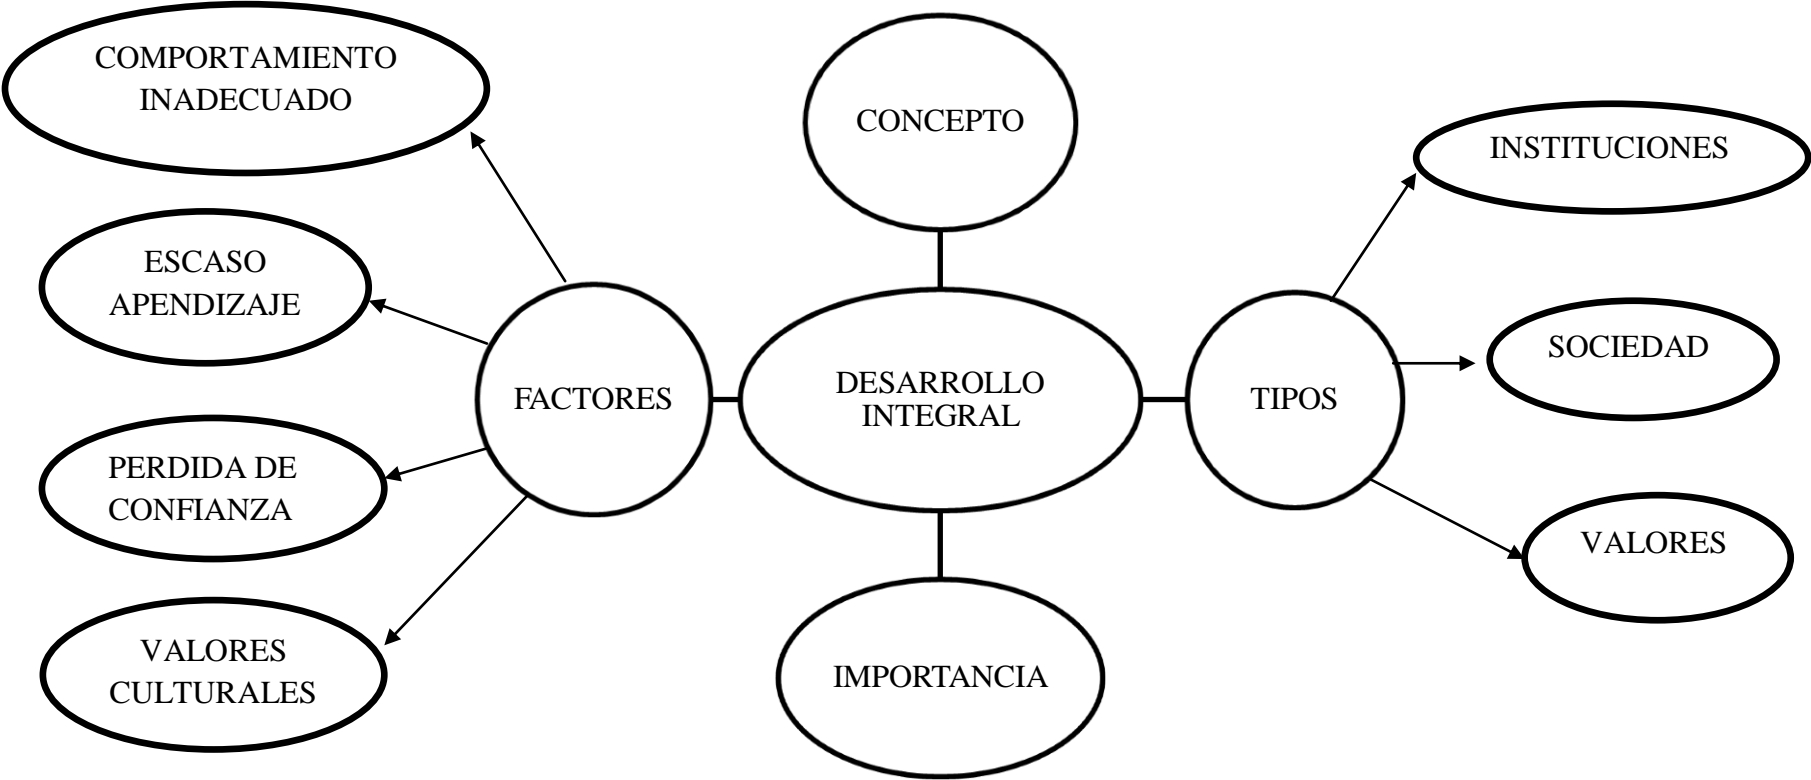 COMPORTAMIENTO
INADECUADO
ESCASO
APENDIZAJE
PERDIDA DE
CONFIANZA
VALORES
CULTURALES
FACTORES
CONCEPTO
DESARROLLO
INTEGRAL
IMPORTANCIA
TIPOS
INSTITUCIONES
SOCIEDAD
VALORES